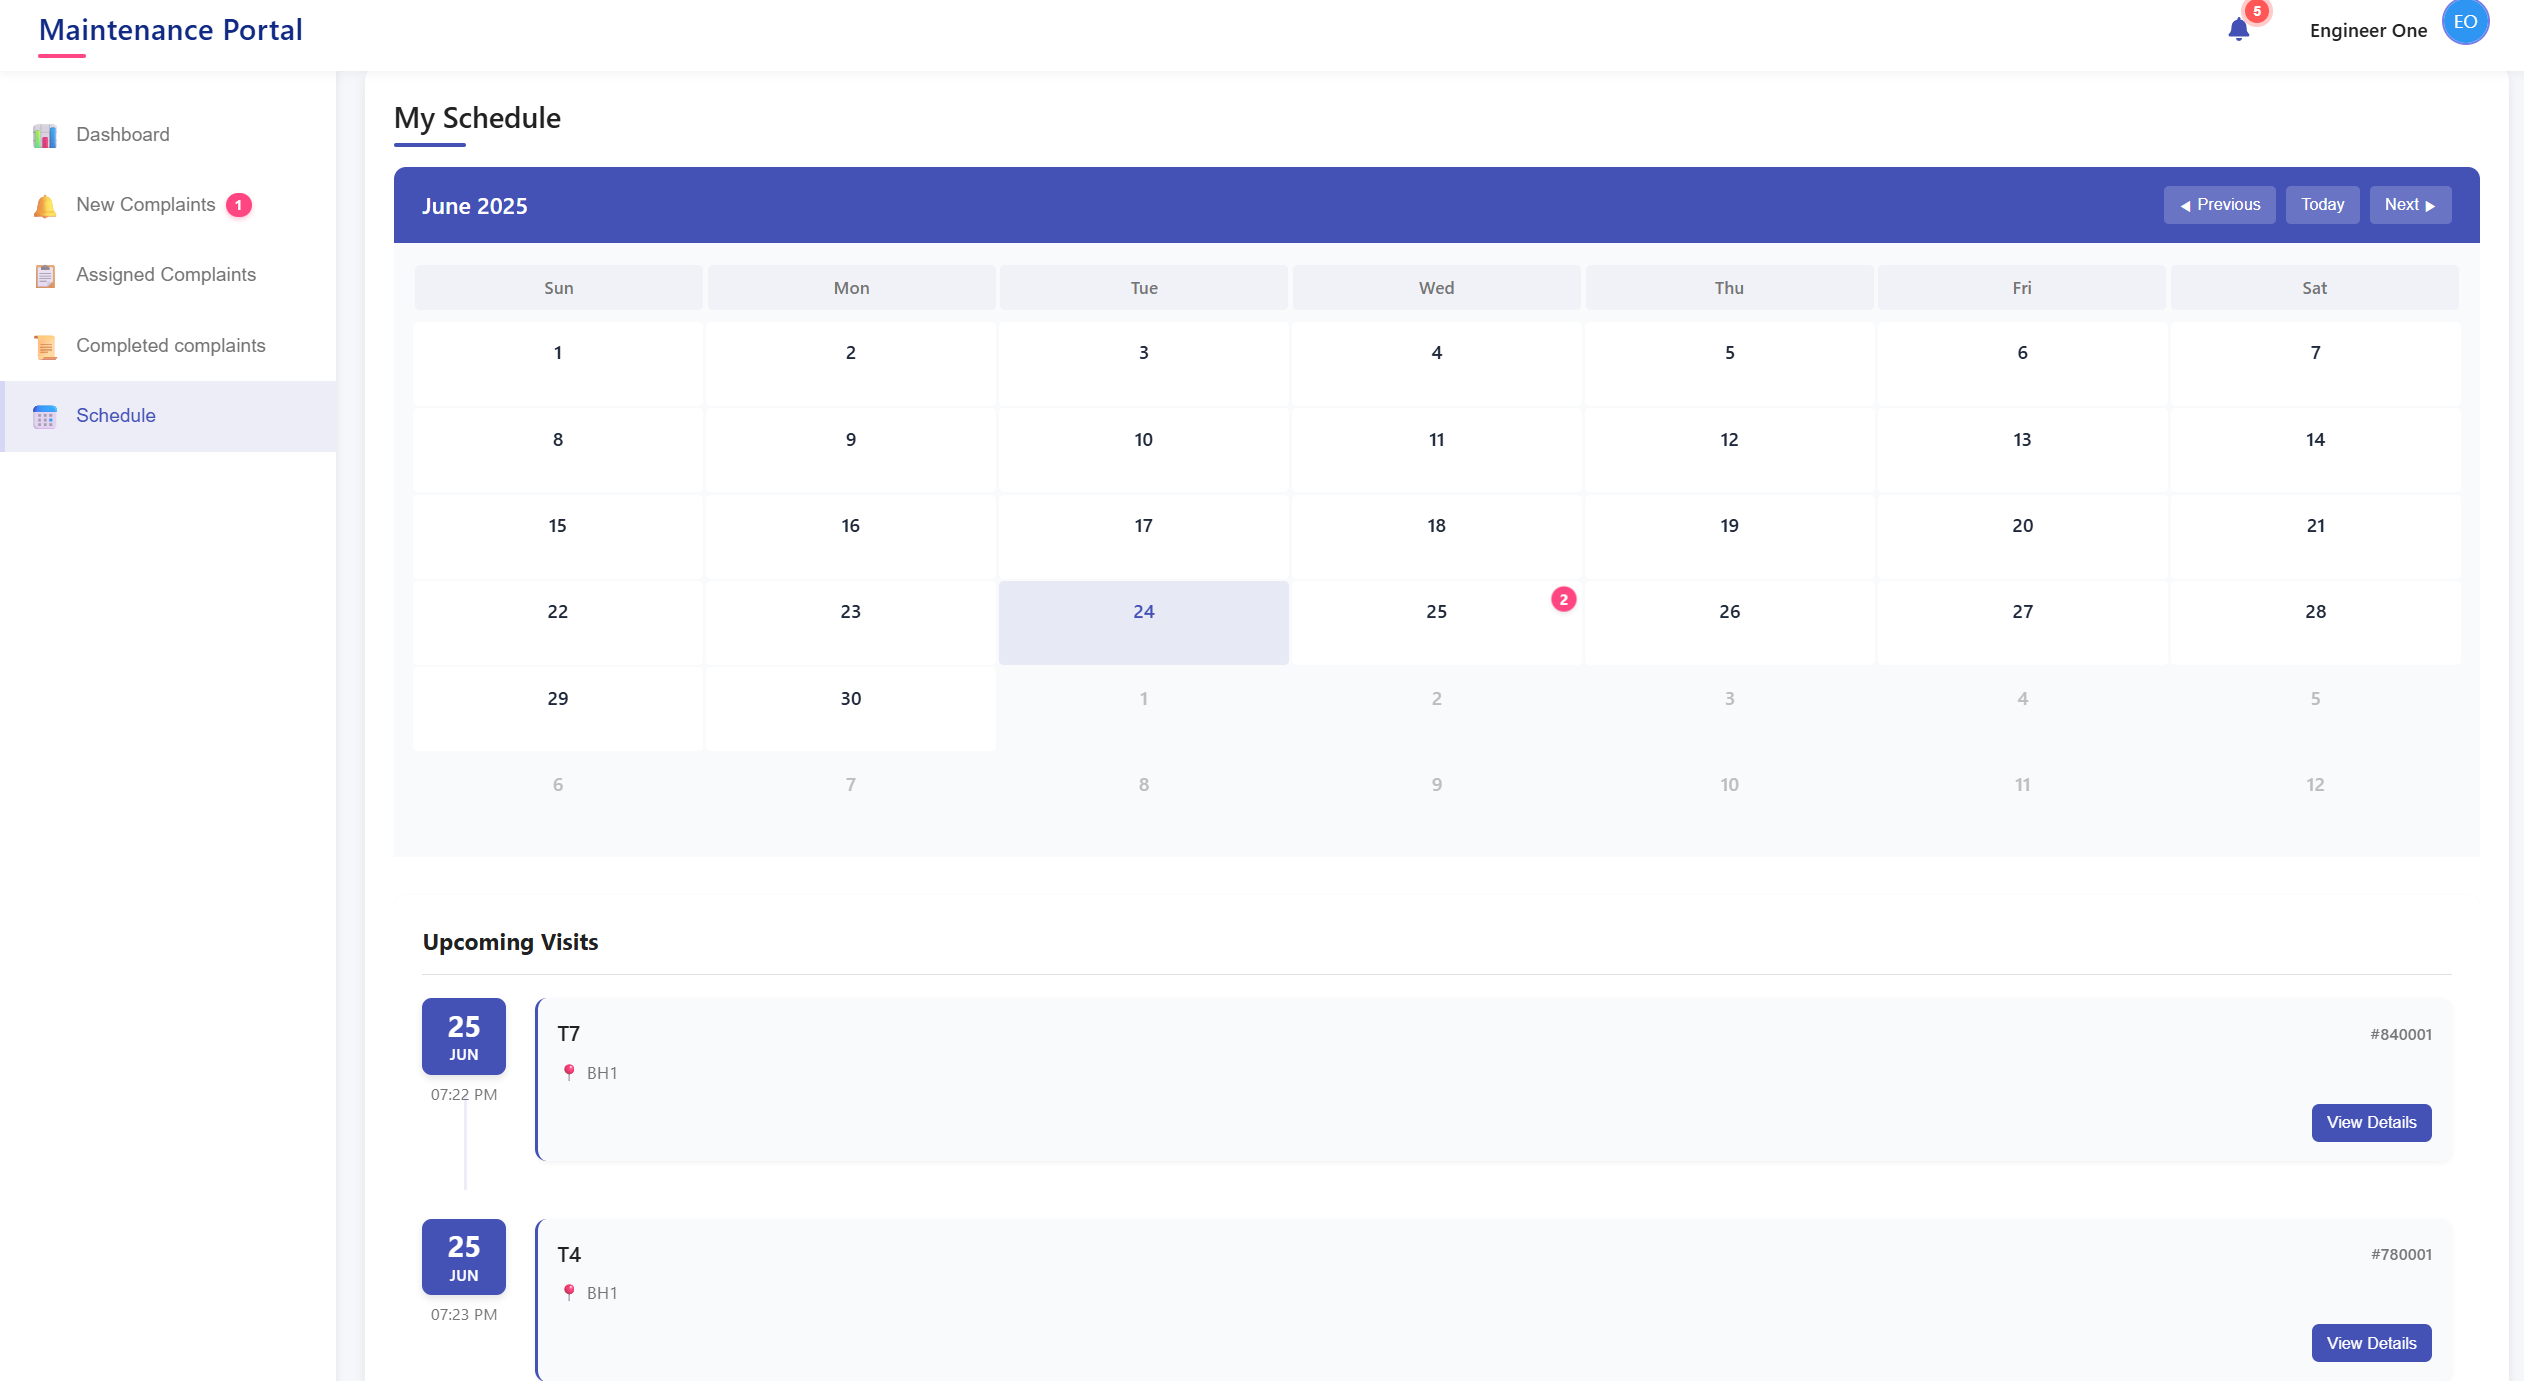 Maintenance Portal
5
Engineer One
EO
Dashboard
New Complaints 1
Assigned Complaints
Completed complaints
Schedule
My Schedule
June 2025
◀ Previous
Today
Next ▶
Sun Mon Tue Wed Thu Fri Sat
1 2 3 4 5 6 7
8 9 10 11 12 13 14
15 16 17 18 19 20 21
22 23 24 25 2 26 27 28
29 30 1 2 3 4 5
6 7 8 9 10 11 12
Upcoming Visits
25
JUN
07:22 PM
T7
#840001
BH1
View Details
25
JUN
07:23 PM
T4
#780001
BH1
View Details